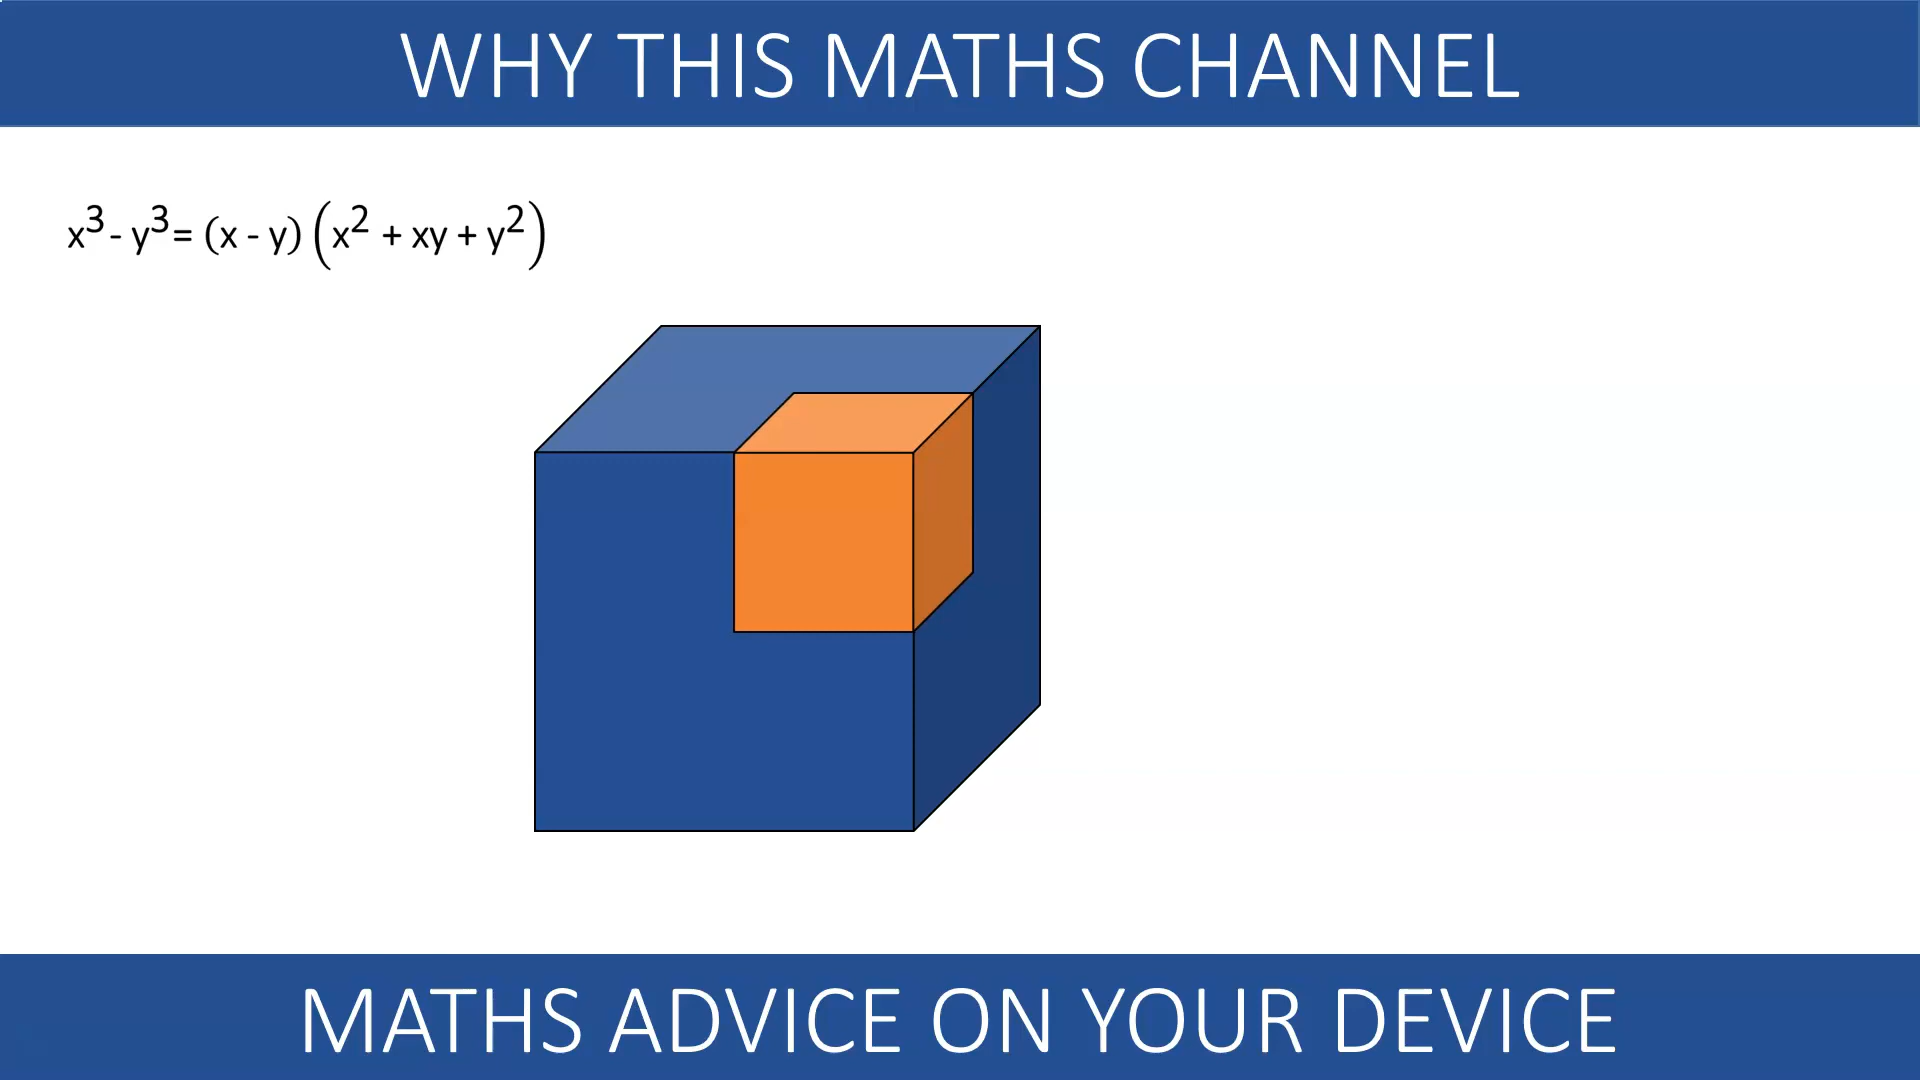 WHY THIS MATHS CHANNEL
x³ - y³ = (x - y) (x² + xy + y²)
MATHS ADVICE ON YOUR DEVICE